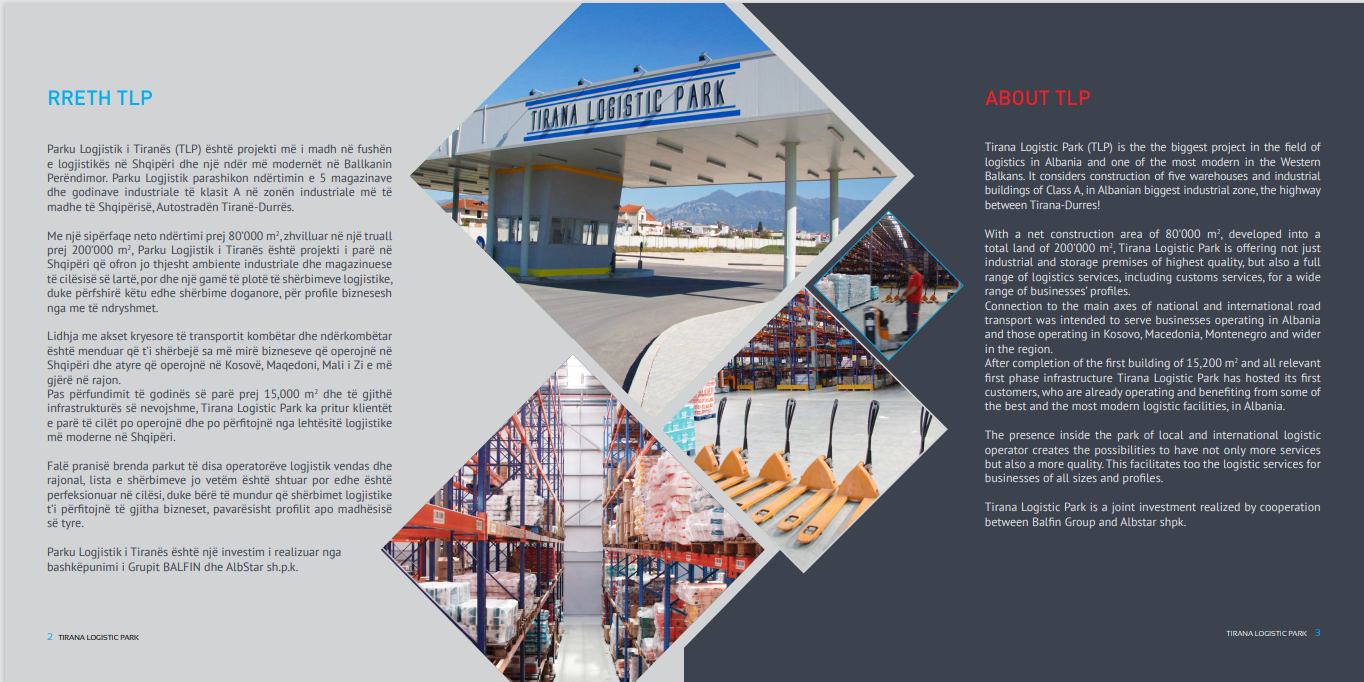 RRETH TLP
Parku Logjistik i Tiranës (TLP) është projekti më i madh në fushën
e logjistikës në Shqipëri dhe një ndër më modernët në Ballkanin
Perëndimor. Parku Logjistik parashikon ndërtimin e 5 magazinave
dhe godinave industriale të klasit A në zonën industriale më të
madhe të Shqipërisë, Autostradën Tiranë-Durrës.
Me një sipërfaqe neto ndërtimi prej 80'000 m², zhvilluar në një truall
prej 200'000 m², Parku Logjistik i Tiranës është projekti i parë në
Shqipëri që ofron jo thjesht ambiente industriale dhe magazinuese
të cilësisë së lartë, por dhe një gamë të plotë të shërbimeve logjistike,
duke përfshirë këtu edhe shërbime doganore, për profile biznesesh
nga me të ndryshmet.
Lidhja me akset kryesore të transportit kombëtar dhe ndërkombëtar
është menduar që t'i shërbejë sa më mirë bizneseve që operojnë në
Shqipëri dhe atyre që operojnë në Kosovë, Maqedoni, Mali i Zi e më
gjërë në rajon.
Pas përfundimit të godinës së parë prej 15,000 m² dhe të gjithë
infrastrukturës së nevojshme, Tirana Logistic Park ka pritur klientët
e parë të cilët po operojnë dhe po përfitojnë nga lehtësitë logjistike
më moderne në Shqipëri.
Falë pranisë brenda parkut të disa operatorëve logjistik vendas dhe
rajonal, lista e shërbimeve jo vetëm është shtuar por edhe është
perfeksionuar në cilësi, duke bërë të mundur që shërbimet logjistike
t'i përfitojnë të gjitha bizneset, pavarësisht profilit apo madhësisë
së tyre.
Parku Logjistik i Tiranës është një investim i realizuar nga
bashkëpunimi i Grupit BALFIN dhe AlbStar sh.p.k.
2 TIRANA LOGISTIC PARK
TIRANA LOGISTIC PARK
ABOUT TLP
Tirana Logistic Park (TLP) is the the biggest project in the field of
logistics in Albania and one of the most modern in the Western
Balkans. It considers construction of five warehouses and industrial
buildings of Class A, in Albanian biggest industrial zone, the highway
between Tirana-Durres!
With a net construction area of 80'000 m², developed into a
total land of 200'000 m², Tirana Logistic Park is offering not just
industrial and storage premises of highest quality, but also a full
range of logistics services, including customs services, for a wide
range of businesses' profiles.
Connection to the main axes of national and international road
transport was intended to serve businesses operating in Albania
and those operating in Kosovo, Macedonia, Montenegro and wider
in the region.
After completion of the first building of 15,200 m² and all relevant
first phase infrastructure Tirana Logistic Park has hosted its first
customers, who are already operating and benefiting from some of
the best and the most modern logistic facilities, in Albania.
The presence inside the park of local and international logistic
operator creates the possibilities to have not only more services
but also a more quality. This facilitates too the logistic services for
businesses of all sizes and profiles.
Tirana Logistic Park is a joint investment realized by cooperation
between Balfin Group and Albstar shpk.
TIRANA LOGISTIC PARK 3